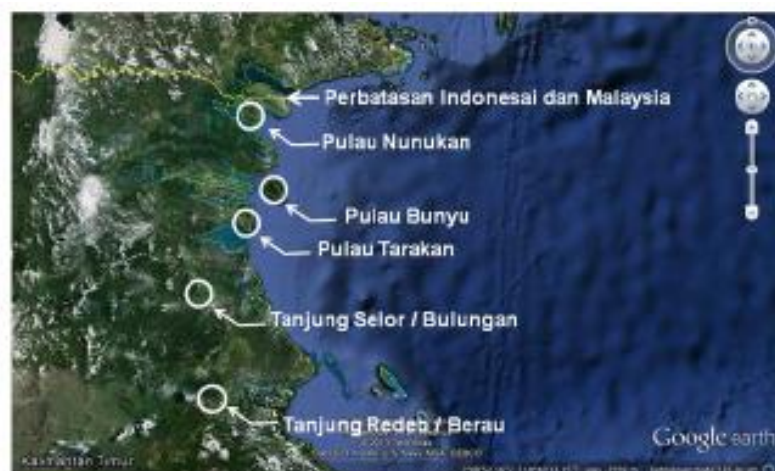 Perbatasan Indonesai dan Malaysia
Pulau Nunukan
Pulau Bunyu
Pulau Tarakan
Tanjung Selor / Bulungan
Tanjung Redeb / Berau
Google earth
Kalimantan Timur